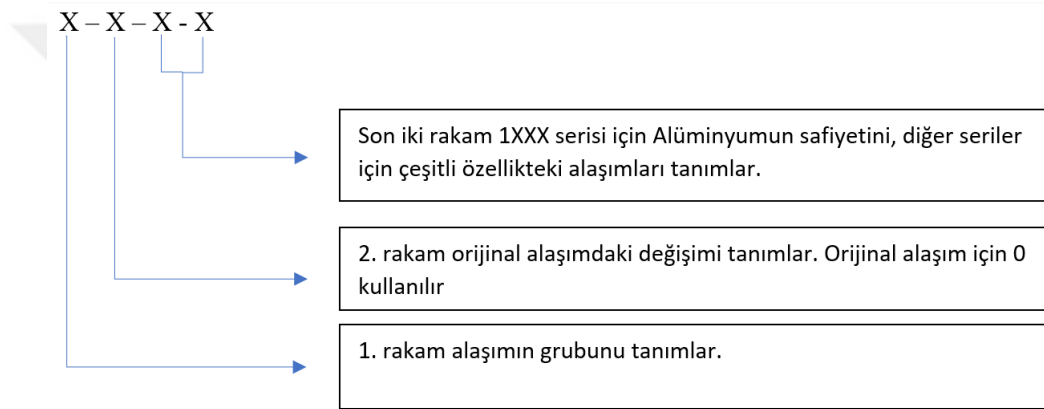 X – X – X - X
Son iki rakam 1XXX serisi için Alüminyumun safiyetini, diğer seriler
için çeşitli özellikteki alaşımları tanımlar.
2. rakam orijinal alaşımdaki değişimi tanımlar. Orijinal alaşım için 0
kullanılır
1. rakam alaşımın grubunu tanımlar.